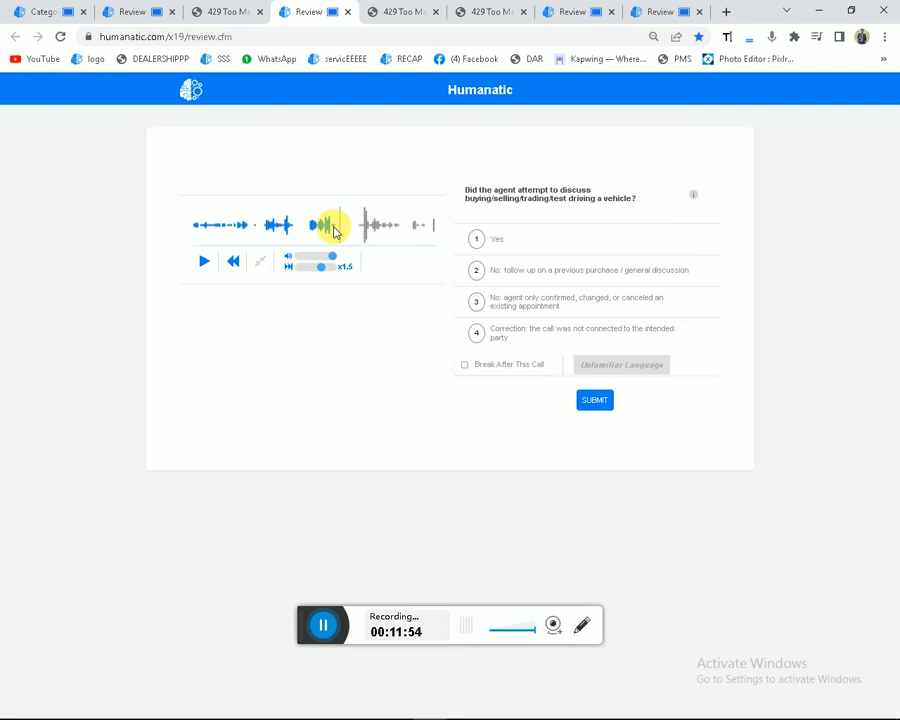 Catego
Review
429 Too Ma
Review
429 Too Ma
429 Too Ma
Review
Review
humanatic.com/x19/review.cfm
YouTube
logo
DEALERSHIPPP
SSS
WhatsApp
servicEEEEE
RECAP
(4) Facebook
DAR
Kapwing — Where...
PMS
Photo Editor : Pixlr...
»
Humanatic
Did the agent attempt to discuss
buying/selling/trading/test driving a vehicle?
1 Yes
2 No: follow up on a previous purchase / general discussion
3 No: agent only confirmed, changed, or canceled an
existing appointment
4 Correction: the call was not connected to the intended
party
x1.5
Break After This Call
Unfamiliar Language
SUBMIT
Recording...
00:11:54
Activate Windows
Go to Settings to activate Windows.